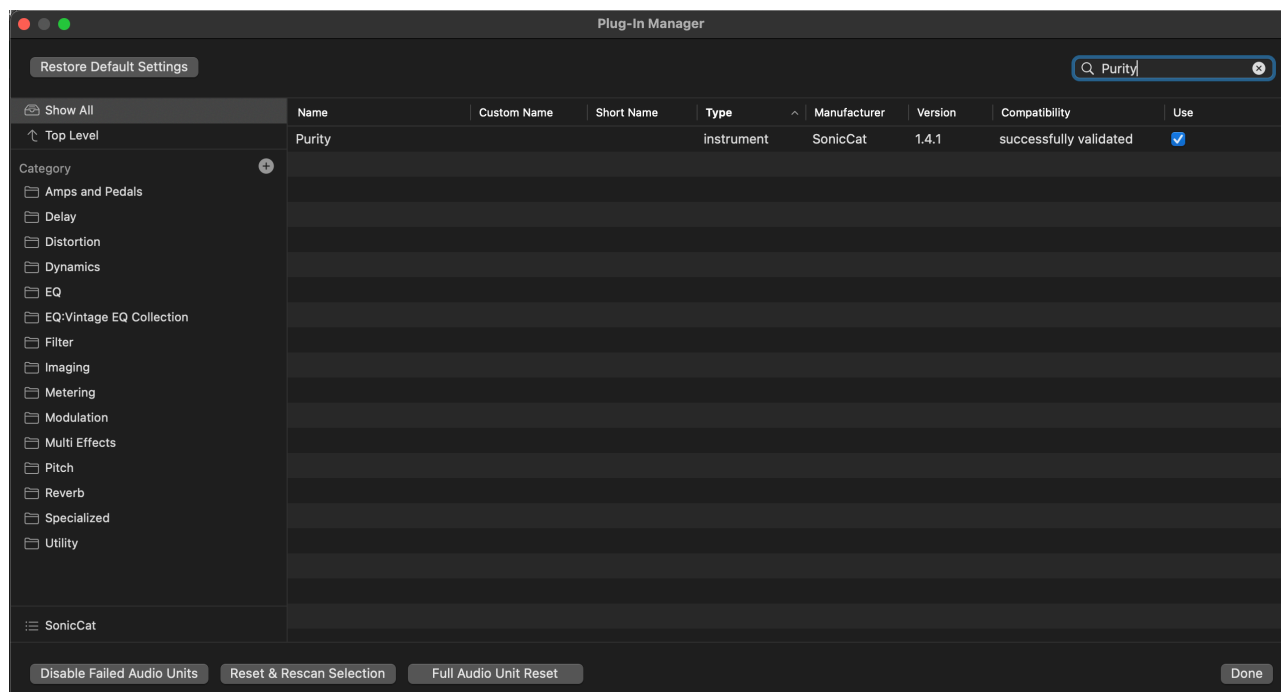 Plug-In Manager
Restore Default Settings
Purity
Show All
Top Level
Category
Amps and Pedals
Delay
Distortion
Dynamics
EQ
EQ:Vintage EQ Collection
Filter
Imaging
Metering
Modulation
Multi Effects
Pitch
Reverb
Specialized
Utility
SonicCat
Name Custom Name Short Name Type Manufacturer Version Compatibility Use
Purity instrument SonicCat 1.4.1 successfully validated
Disable Failed Audio Units Reset & Rescan Selection Full Audio Unit Reset Done